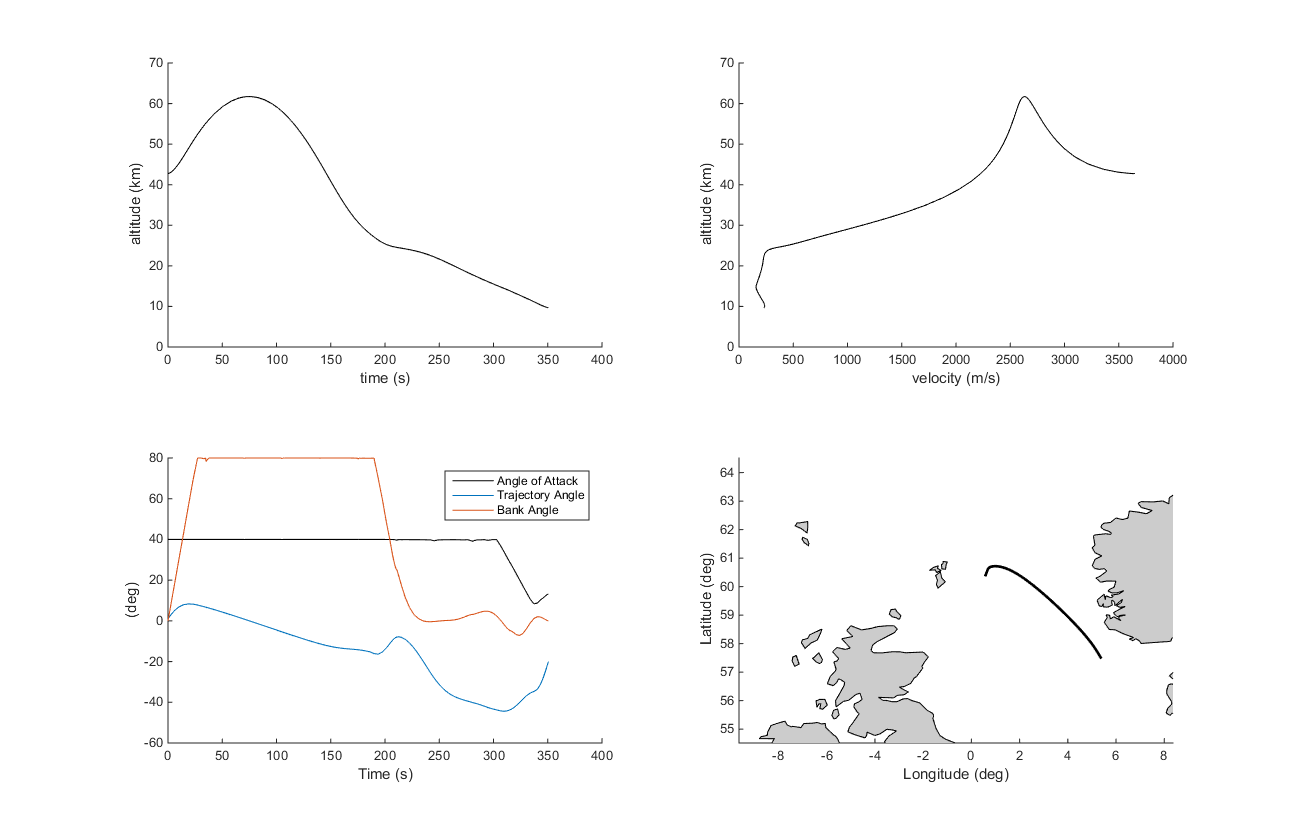 70
60
50
40
30
20
10
0
altitude (km)
0 50 100 150 200 250 300 350 400
time (s)
70
60
50
40
30
20
10
0
altitude (km)
0 500 1000 1500 2000 2500 3000 3500 4000
velocity (m/s)
80
60
40
20
0
-20
-40
-60
(deg)
Angle of Attack
Trajectory Angle
Bank Angle
0 50 100 150 200 250 300 350 400
Time (s)
64
63
62
61
60
59
58
57
56
55
Latitude (deg)
-8 -6 -4 -2 0 2 4 6 8
Longitude (deg)